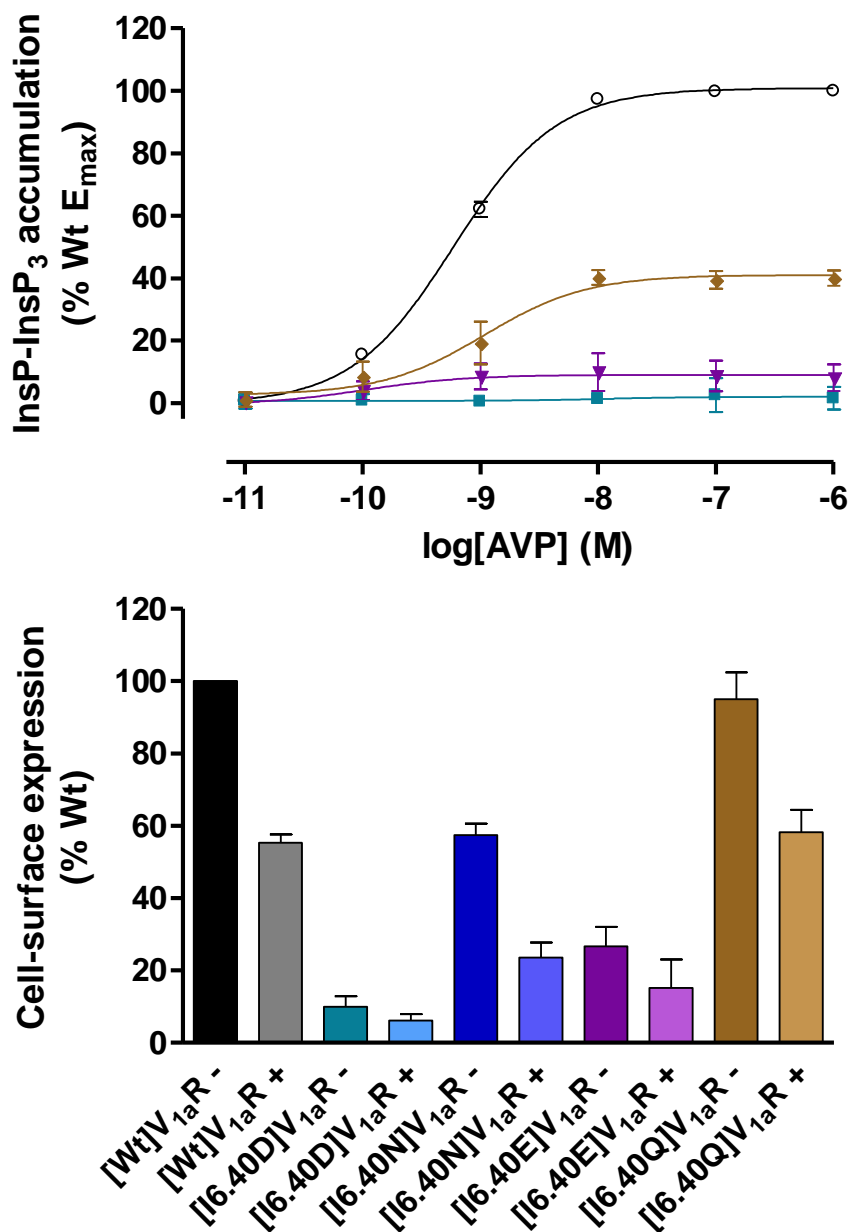 InsP-InsP3 accumulation
(% Wt Emax)
120
100
80
60
40
20
0
-11 -10 -9 -8 -7 -6
log[AVP] (M)
Cell-surface expression
(% Wt)
120
100
80
60
40
20
0
[Wt]V1aR -
[Wt]V1aR +
[I6.40D]V1aR -
[I6.40D]V1aR +
[I6.40N]V1aR -
[I6.40N]V1aR +
[I6.40E]V1aR -
[I6.40E]V1aR +
[I6.40Q]V1aR -
[I6.40Q]V1aR +